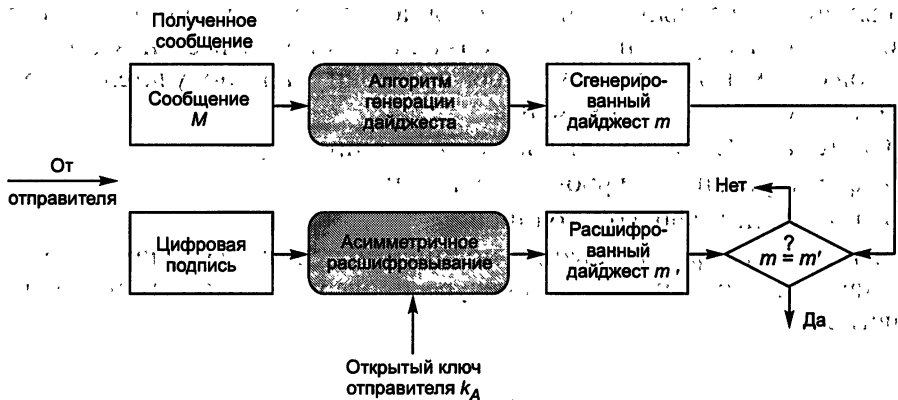 Полученное
сообщение
Сообщение
M
Алгоритм
генерации
дайджеста
Сгенериро-
ванный
дайджест m
От
отправителя
Нет
Цифровая
подпись
Асимметричное
расшифровывание
Расшифро-
ванный
дайджест m'
?
m = m'
Да
Открытый ключ
отправителя kA